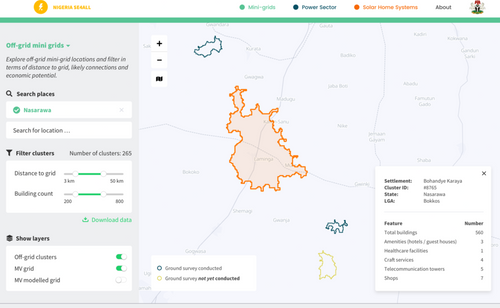 NIGERIA SE4ALL
Mini-grids
Power Sector
Solar Home Systems
About
Off-grid mini grids
Explore off-grid mini-grid locations and filter in
terms of distance to grid, likely connections and
economic potential.
Search places
Nasarawa
Search for location ...
Filter clusters
Number of clusters: 265
Distance to grid
3 km
50 km
Building count
200
800
Download data
Show layers
Off-grid clusters
MV grid
MV modelled grid
Ground survey conducted
Ground survey not yet conducted
Settlement: Bohandiye Karaya
Cluster ID: #8765
State: Nasarawa
LGA: Bokkos
Feature Number
Total buildings 560
Amenities (hotels / guest houses) 3
Healthcare facilities 1
Craft services 4
Telecommunication towers 5
Shops 7